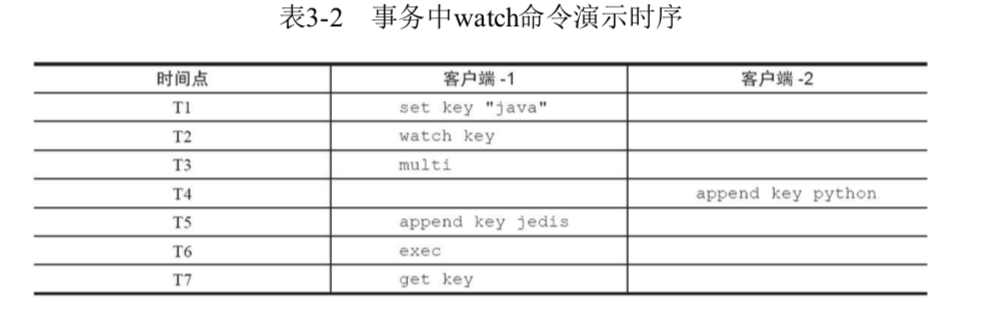 表3-2 事务中watch命令演示时序
时间点 客户端-1 客户端-2
T1 set key "java"
T2 watch key
T3 multi
T4 append key python
T5 append key jedis
T6 exec
T7 get key